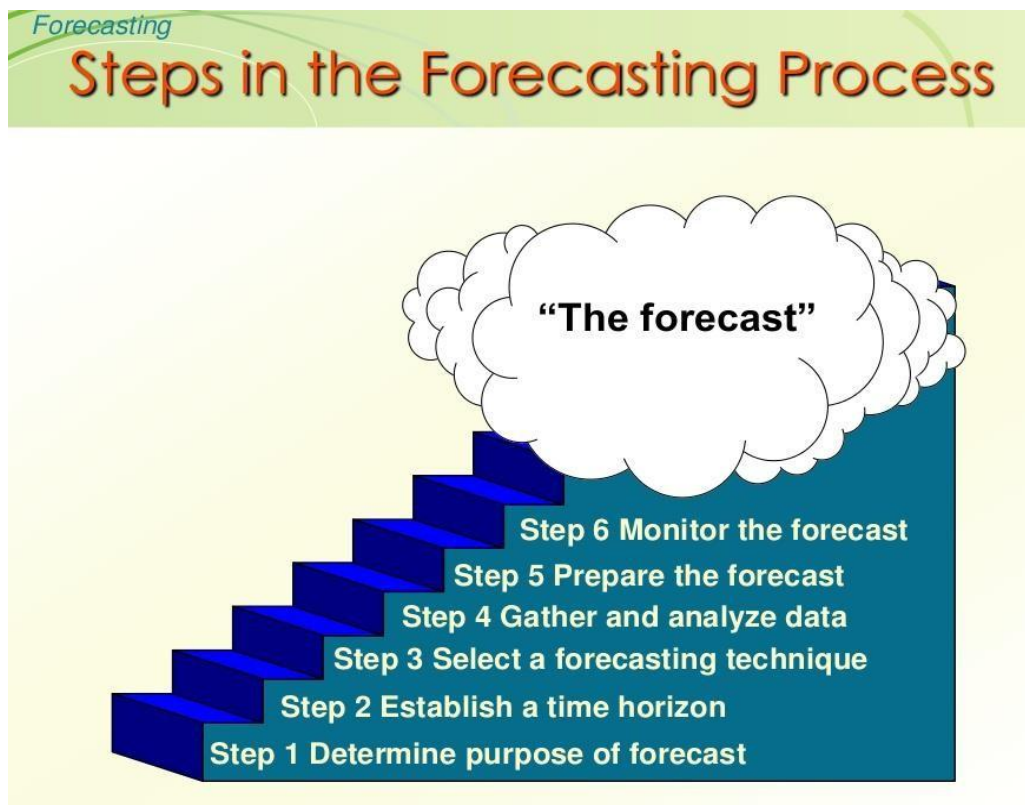 Forecasting
Steps in the Forecasting Process
“The forecast”
Step 6 Monitor the forecast
Step 5 Prepare the forecast
Step 4 Gather and analyze data
Step 3 Select a forecasting technique
Step 2 Establish a time horizon
Step 1 Determine purpose of forecast